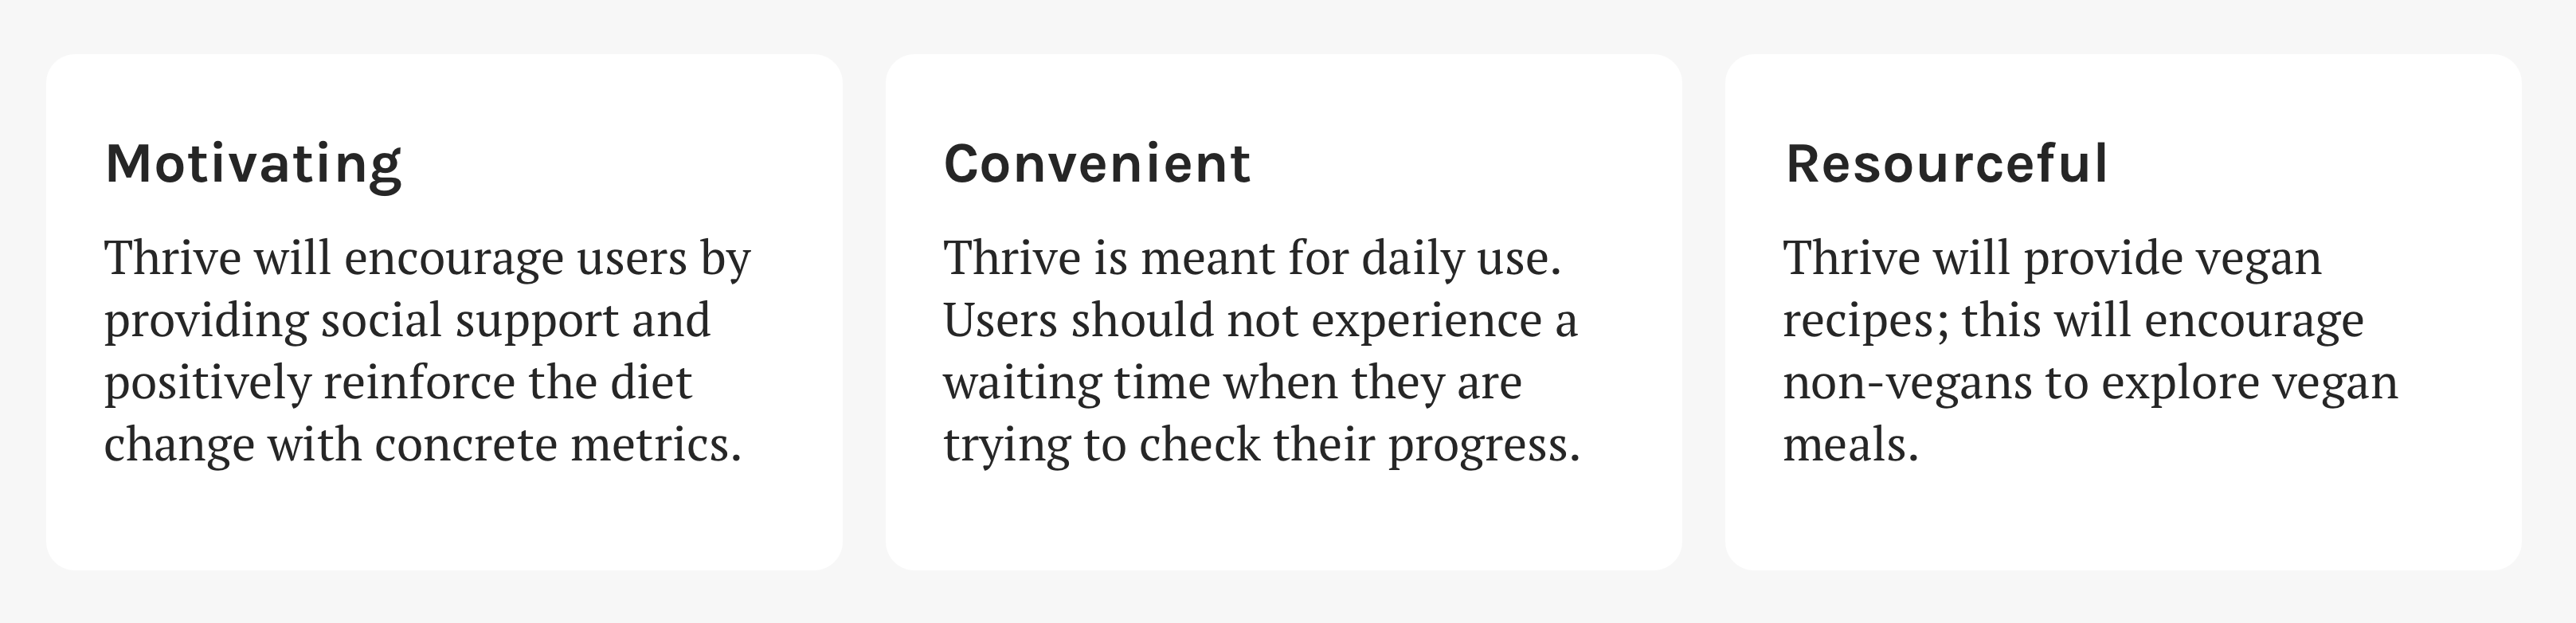 Motivating
Thrive will encourage users by
providing social support and
positively reinforce the diet
change with concrete metrics.
Convenient
Thrive is meant for daily use.
Users should not experience a
waiting time when they are
trying to check their progress.
Resourceful
Thrive will provide vegan
recipes; this will encourage
non-vegans to explore vegan
meals.